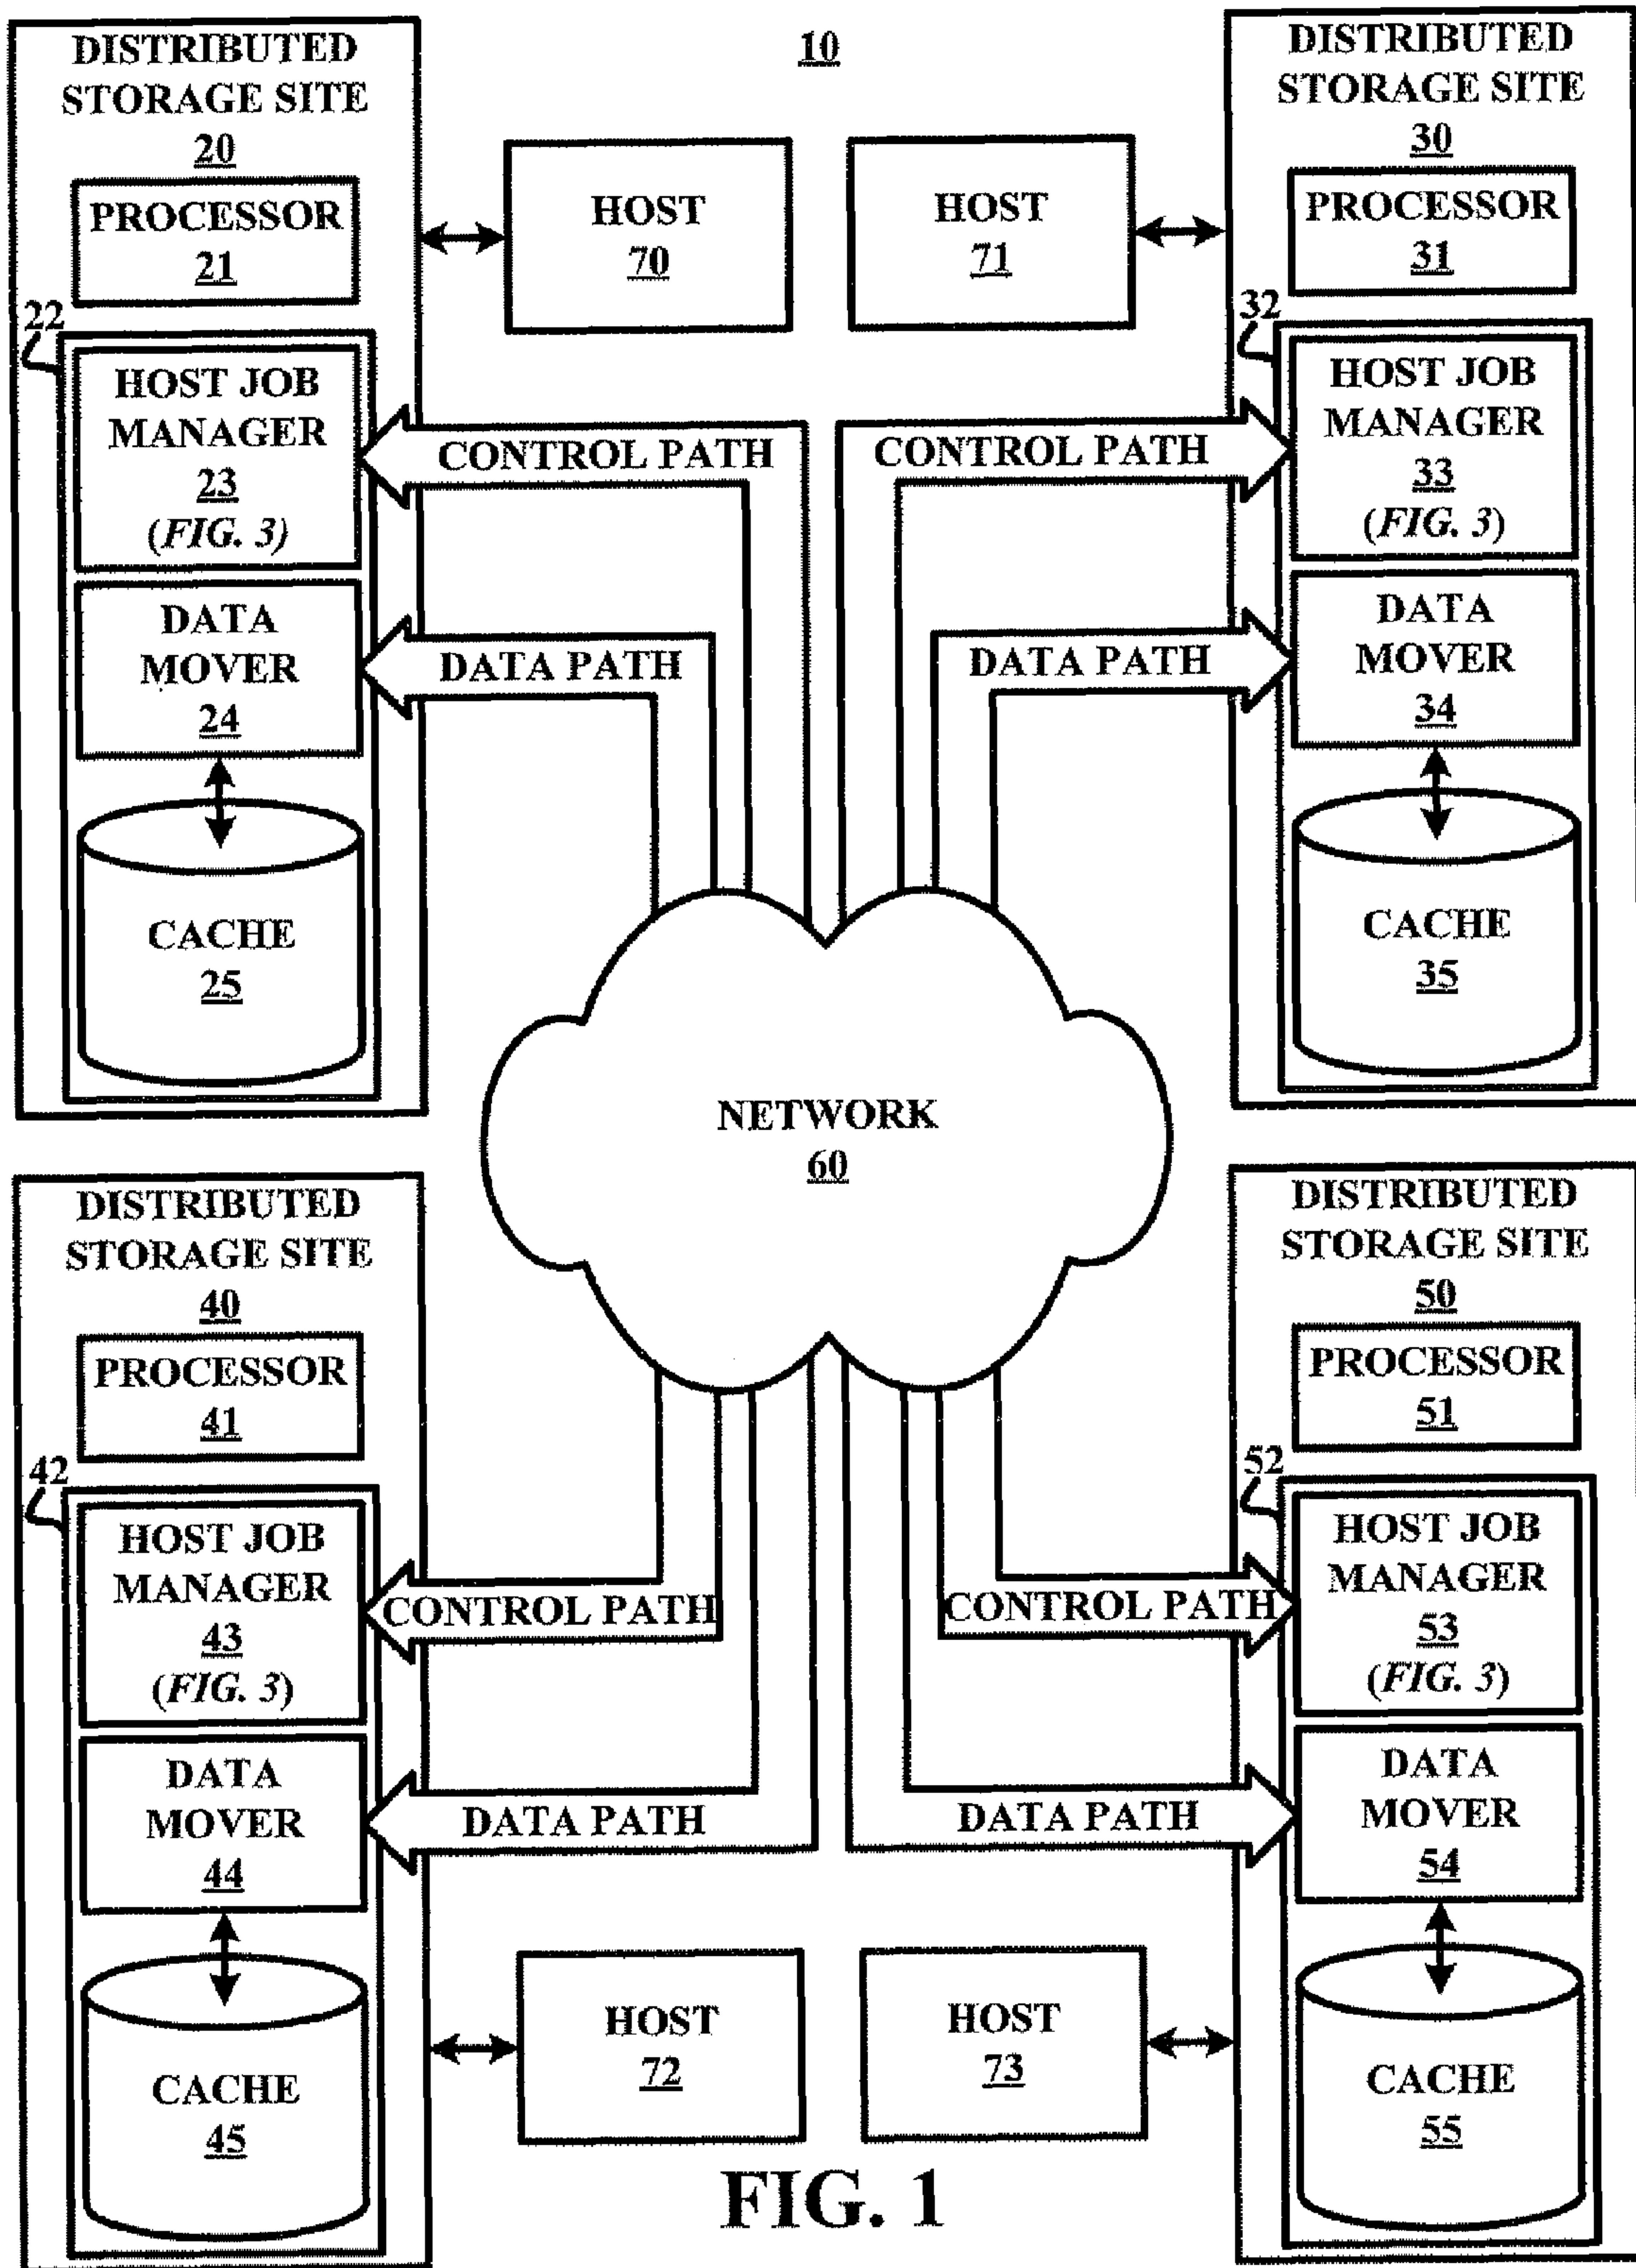 10
DISTRIBUTED
STORAGE SITE
20
PROCESSOR
21
22
HOST JOB
MANAGER
23
(FIG. 3)
DATA
MOVER
24
CACHE
25
HOST
70
HOST
71
DISTRIBUTED
STORAGE SITE
30
PROCESSOR
31
32
HOST JOB
MANAGER
33
(FIG. 3)
DATA
MOVER
34
CACHE
35
CONTROL PATH
CONTROL PATH
DATA PATH
DATA PATH
NETWORK
60
DISTRIBUTED
STORAGE SITE
40
PROCESSOR
41
42
HOST JOB
MANAGER
43
(FIG. 3)
DATA
MOVER
44
CACHE
45
CONTROL PATH
CONTROL PATH
DATA PATH
DATA PATH
DISTRIBUTED
STORAGE SITE
50
PROCESSOR
51
52
HOST JOB
MANAGER
53
(FIG. 3)
DATA
MOVER
54
CACHE
55
HOST
72
HOST
73
FIG. 1